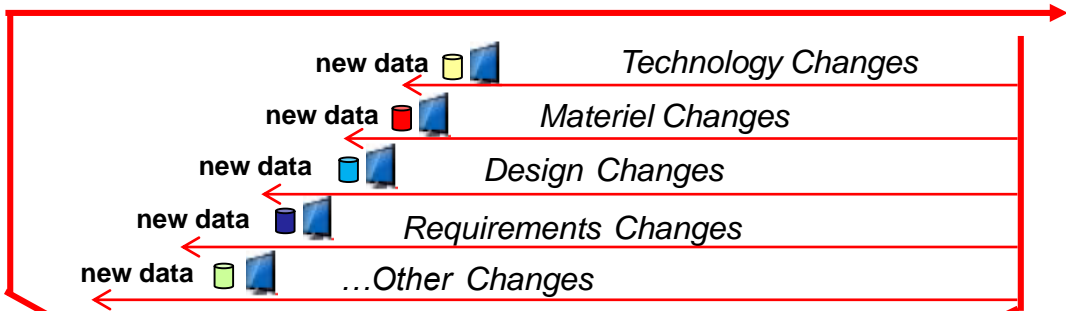 new data Technology Changes
new data Materiel Changes
new data Design Changes
new data Requirements Changes
new data …Other Changes